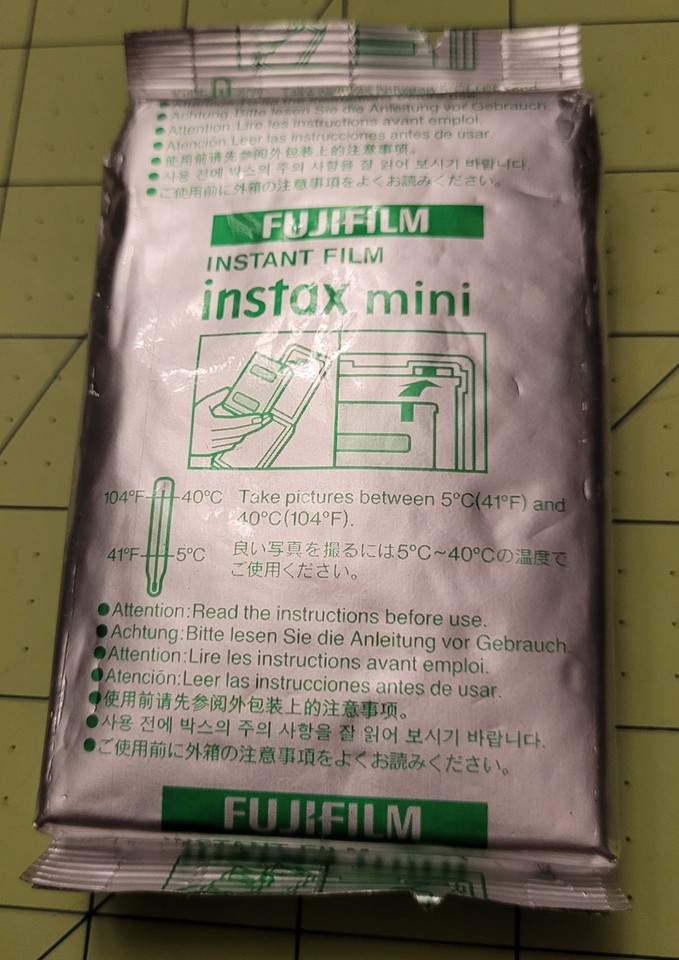 Achtung:Bitte lesen Sie die Anleitung vor Gebrauch.
Attention:Lire les instructions avant emploi.
Atención:Leer las instrucciones antes de usar.
使用前请先参阅外包装上的注意事项。
사용 전에 박스의 주의 사항을 잘 읽어 보시기 바랍니다.
ご使用前に外箱の注意事項をよくお読みください。
FUJIFILM
INSTANT FILM
instax mini
104°F 40°C Take pictures between 5°C(41°F) and
40°C(104°F).
41°F 5°C 良い写真を撮るには5°C~40°Cの温度で
ご使用ください。
Attention:Read the instructions before use.
Achtung:Bitte lesen Sie die Anleitung vor Gebrauch.
Attention:Lire les instructions avant emploi.
Atención:Leer las instrucciones antes de usar.
使用前请先参阅外包装上的注意事项。
사용 전에 박스의 주의 사항을 잘 읽어 보시기 바랍니다.
ご使用前に外箱の注意事項をよくお読みください。
FUJIFILM
INSTANT FILM